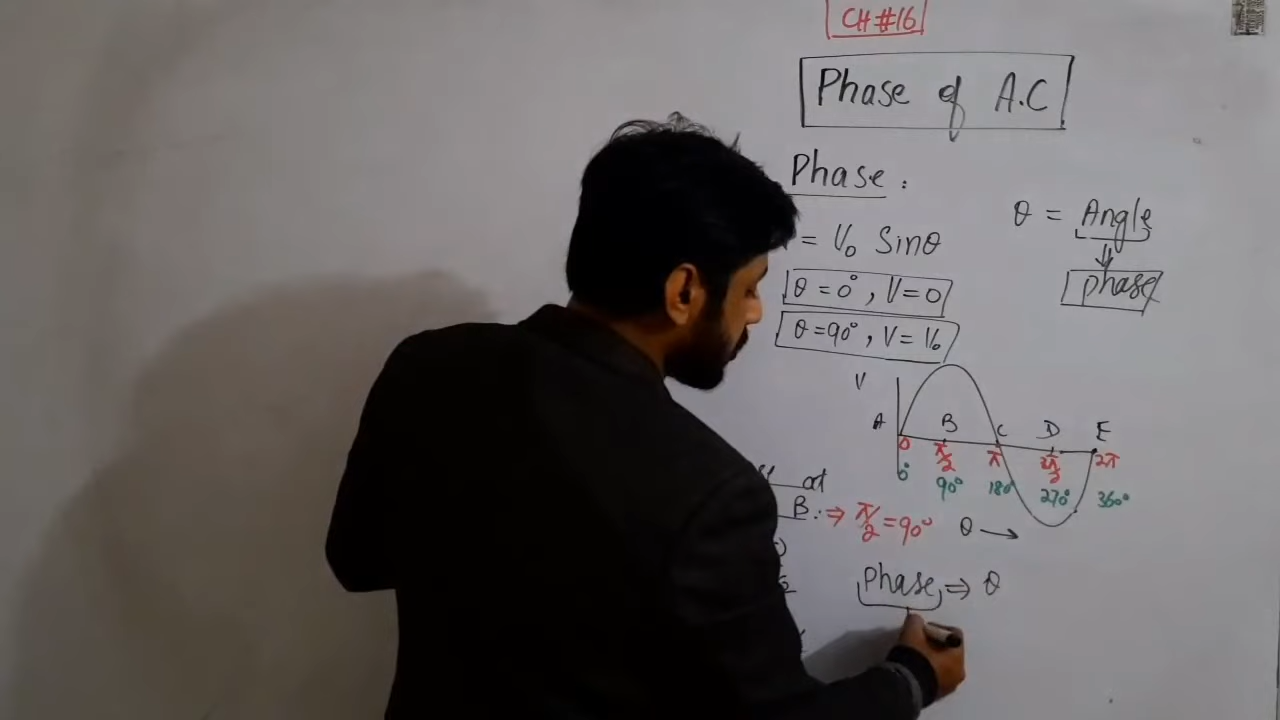 CH #16
Phase of A.C
Phase :
θ = Angle
⇓
phase
= V₀ Sinθ
θ = 0°, V = 0
θ = 90°, V = V₀
V
A B C D E
0 π/2 π 3π/2 2π
0° 90° 180° 270° 360°
at
B : ⇒ π/2 = 90°
θ →
Phase ⇒ θ